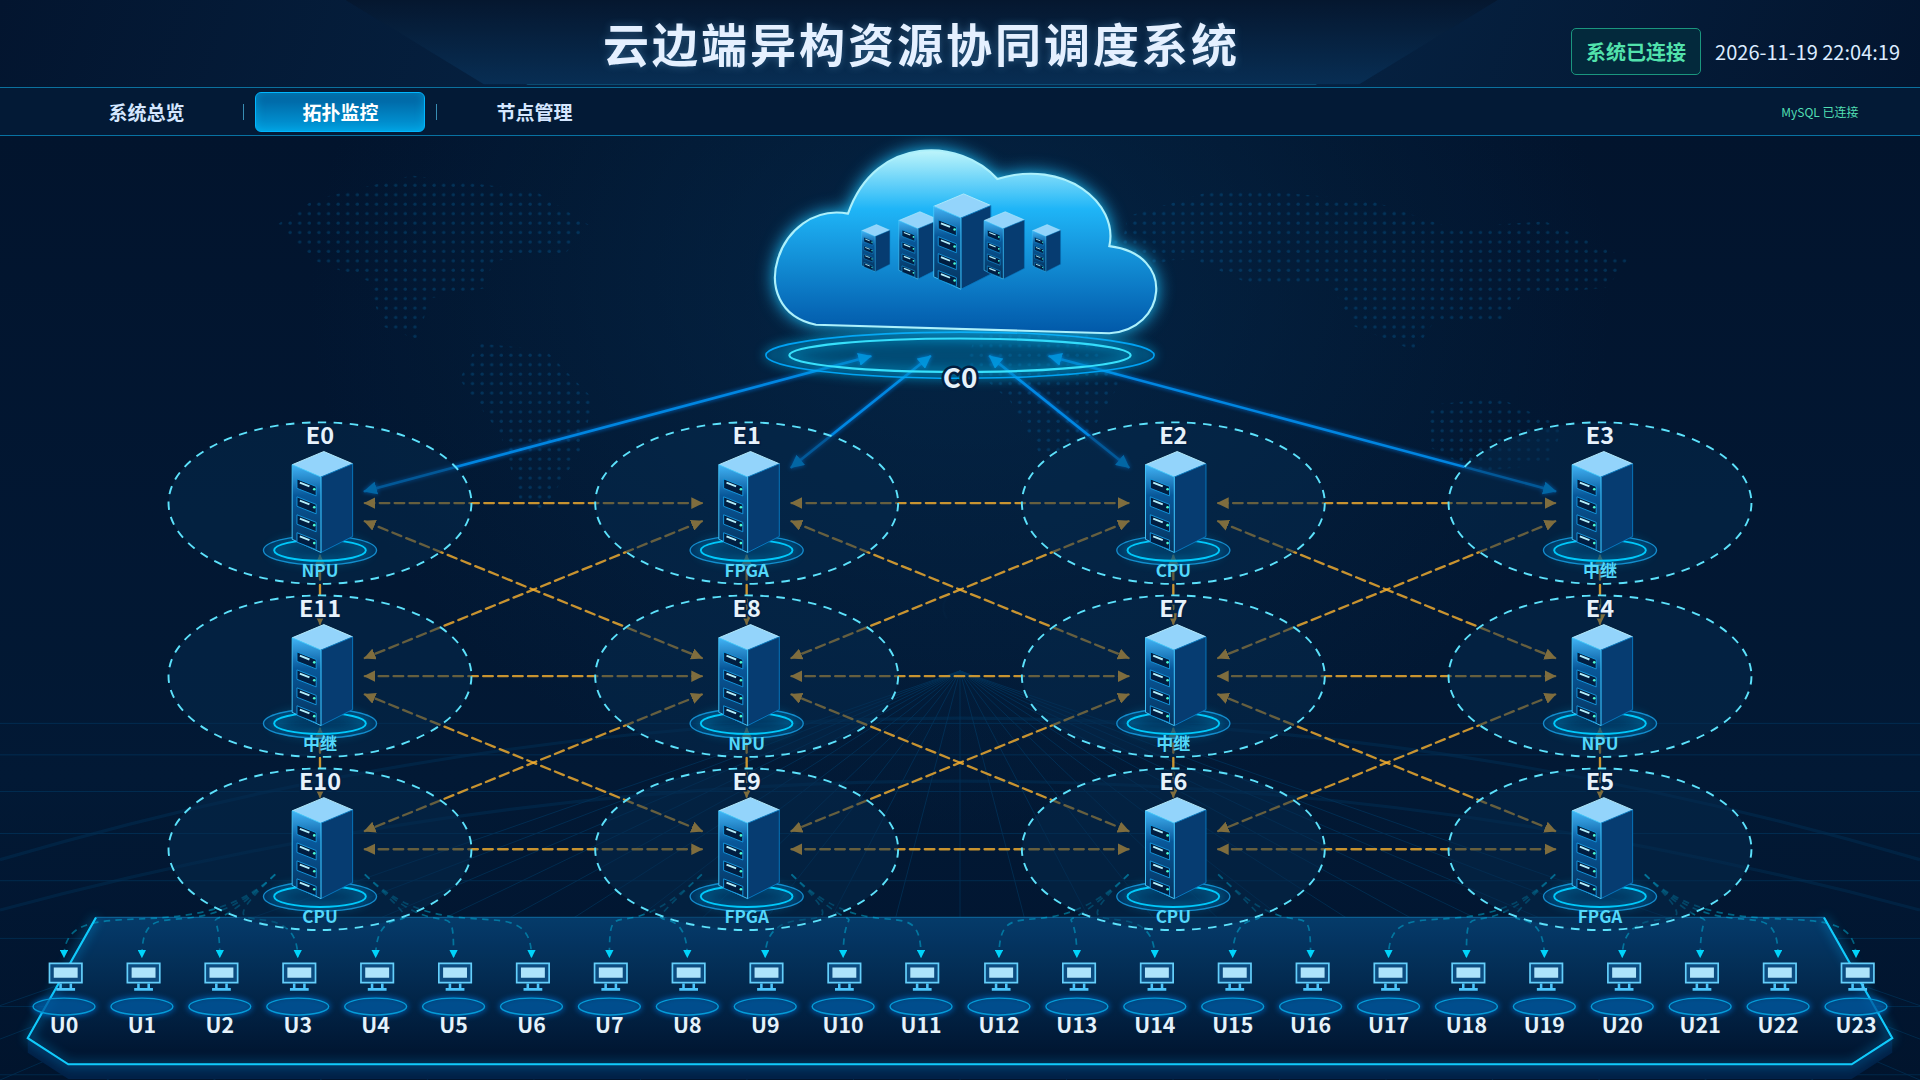 云边端异构资源协同调度系统
系统已连接 2026-11-19 22:04:19
系统总览 拓扑监控 节点管理 MySQL 已连接
C0
E0 E1 E2 E3
NPU FPGA CPU 中继
E11 E8 E7 E4
中继 NPU 中继 NPU
E10 E9 E6 E5
CPU FPGA CPU FPGA
U0 U1 U2 U3 U4 U5 U6 U7 U8 U9 U10 U11 U12 U13 U14 U15 U16 U17 U18 U19 U20 U21 U22 U23